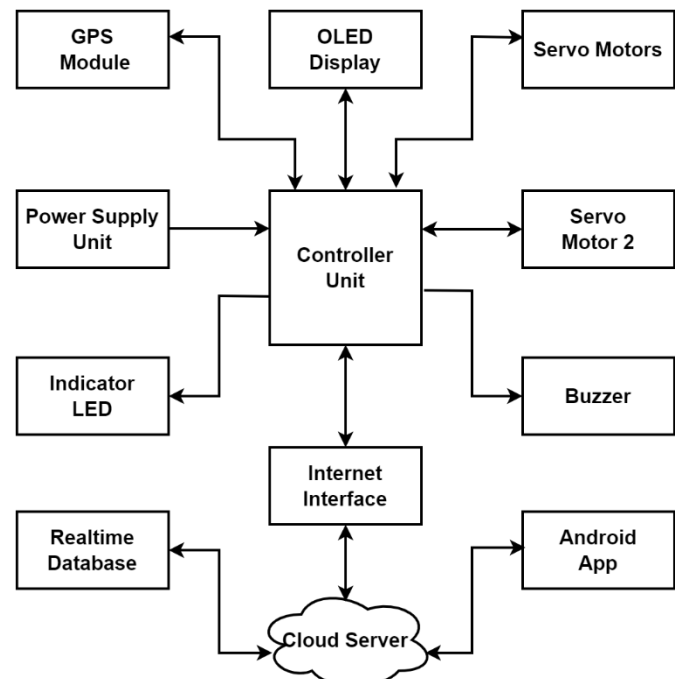 GPS
Module
OLED
Display
Servo Motors
Power Supply
Unit
Controller
Unit
Servo
Motor 2
Indicator
LED
Buzzer
Internet
Interface
Realtime
Database
Android
App
Cloud Server